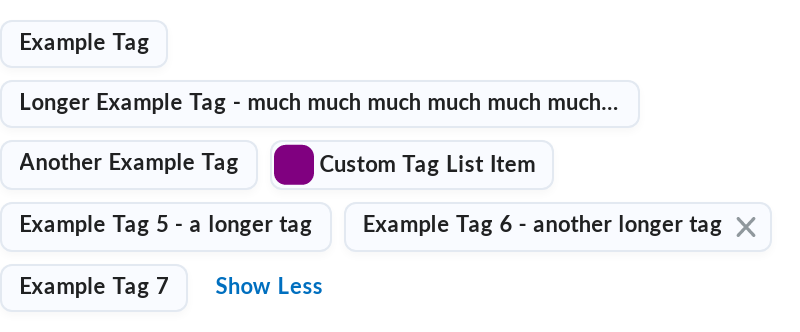 Example Tag
Longer Example Tag - much much much much much much...
Another Example Tag Custom Tag List Item
Example Tag 5 - a longer tag Example Tag 6 - another longer tag
Example Tag 7 Show Less